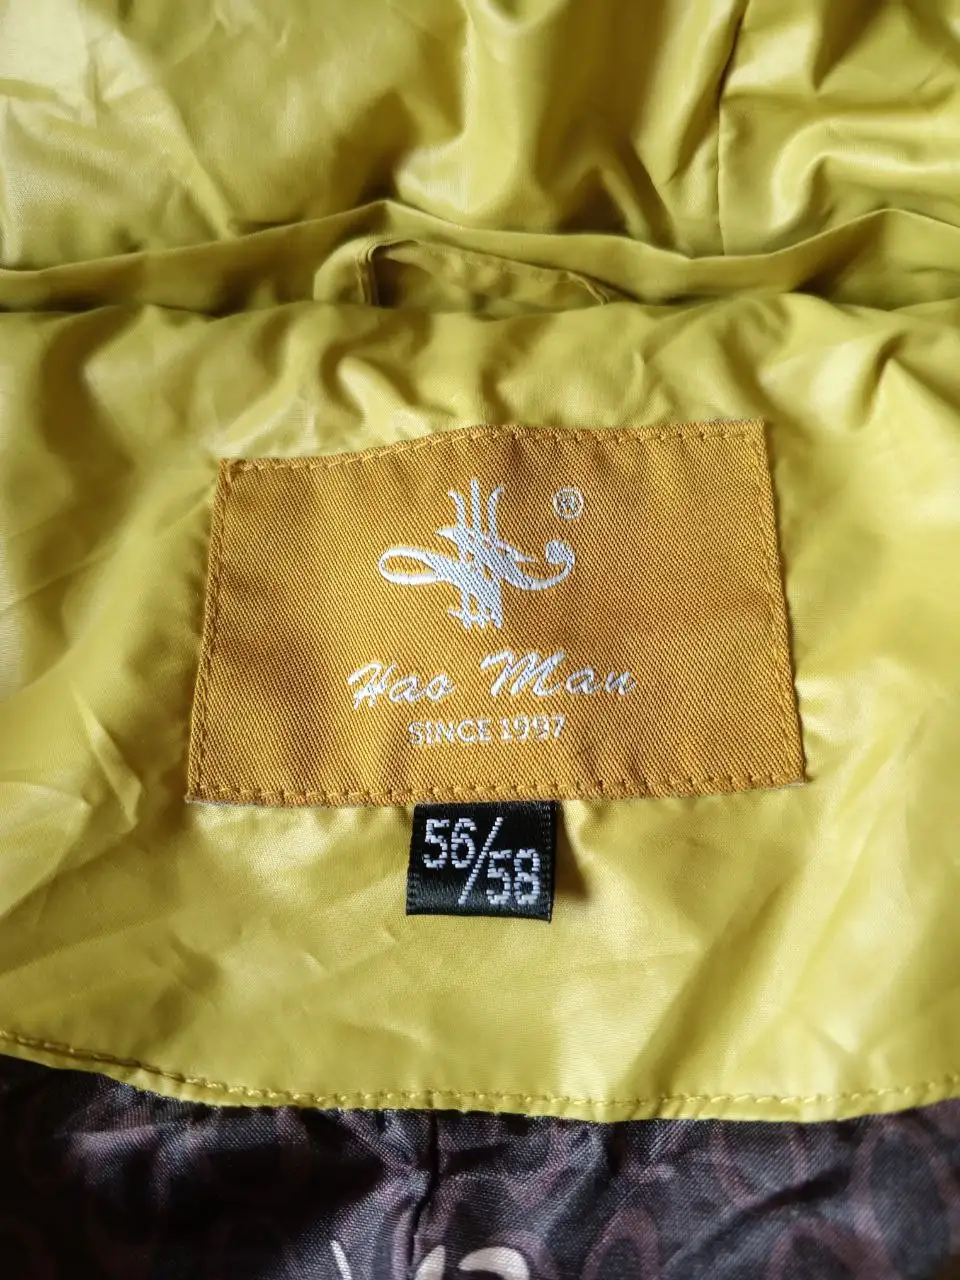 ®
Hao Man
SINCE 1997
56/58